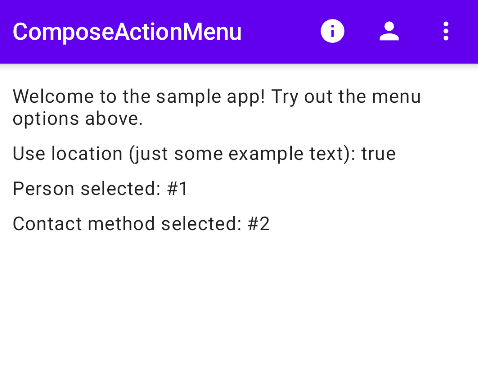 ComposeActionMenu
Welcome to the sample app! Try out the menu
options above.
Use location (just some example text): true
Person selected: #1
Contact method selected: #2